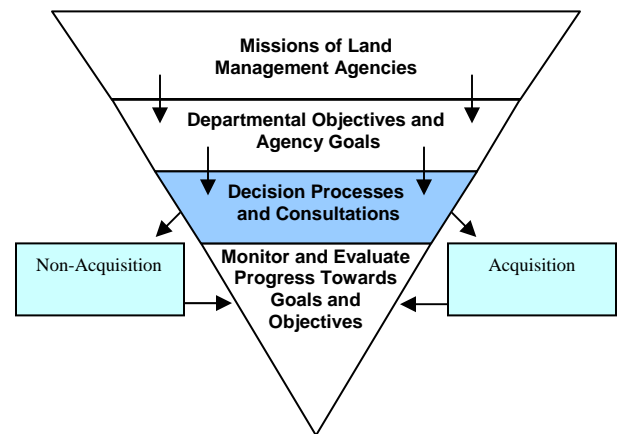 Missions of Land
Management Agencies
Departmental Objectives and
Agency Goals
Decision Processes
and Consultations
Non-Acquisition
Monitor and Evaluate
Progress Towards
Goals and
Objectives
Acquisition